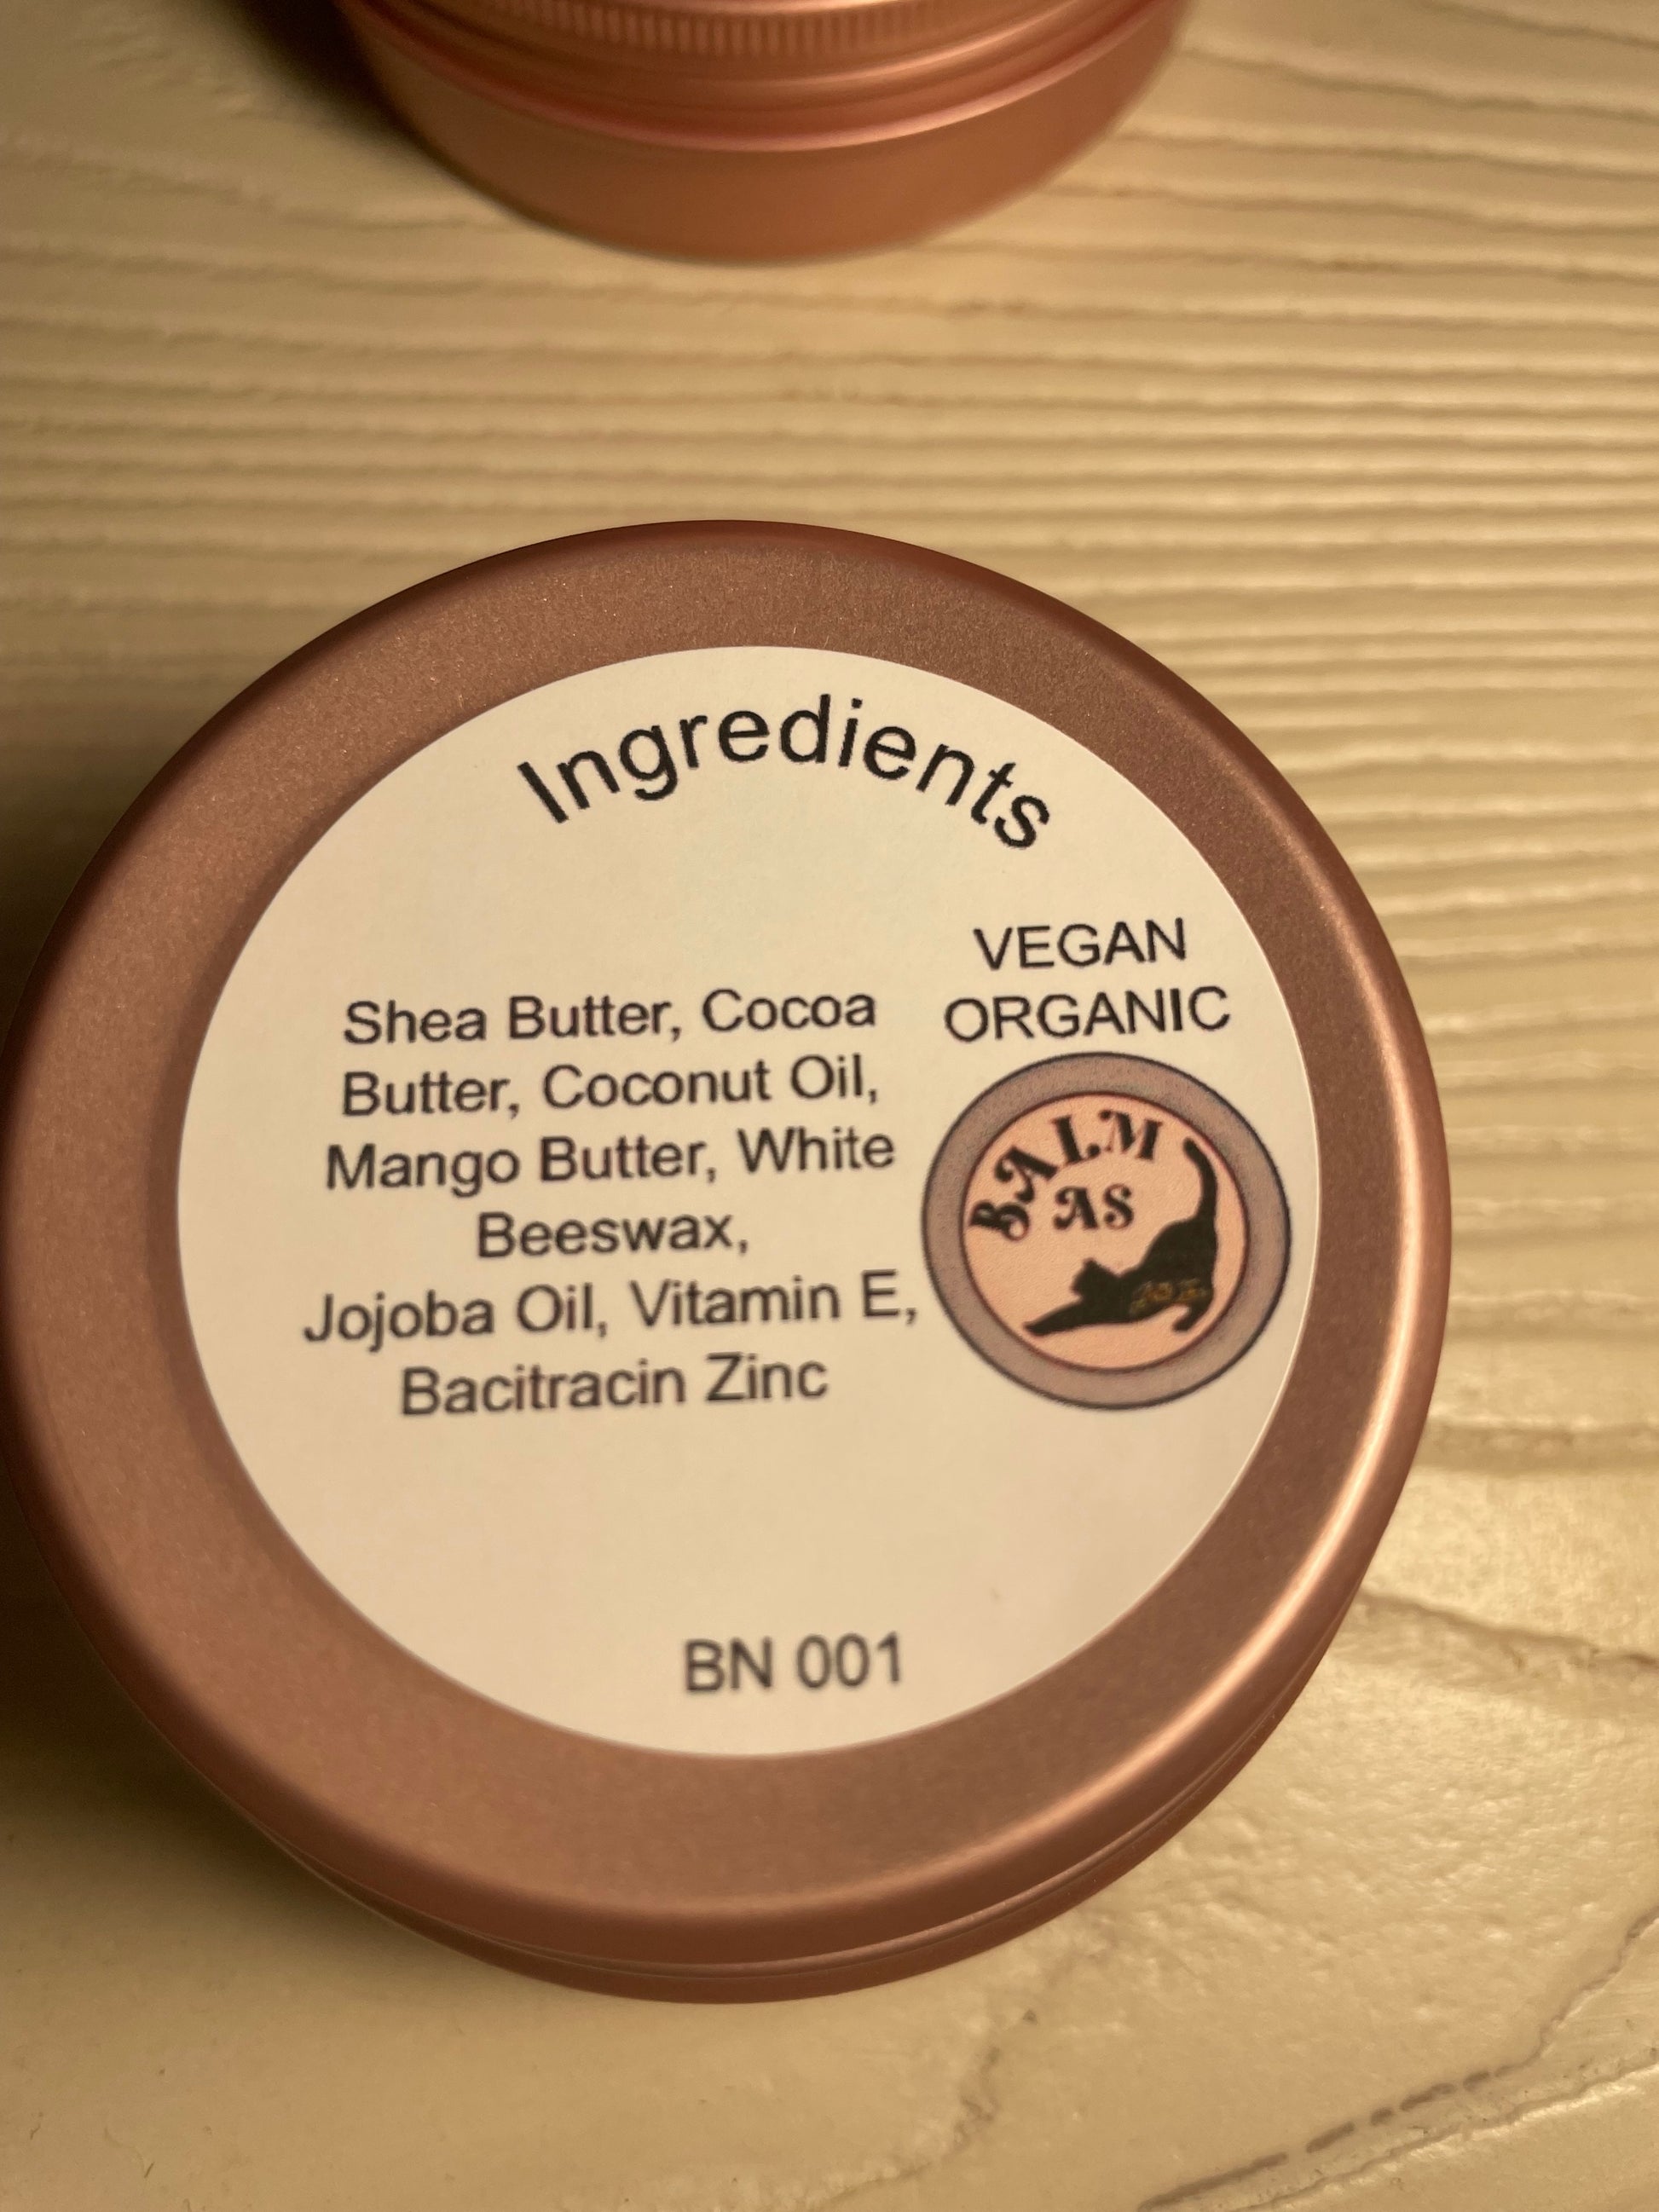 Ingredients
VEGAN
ORGANIC
Shea Butter, Cocoa
Butter, Coconut Oil,
Mango Butter, White
Beeswax,
Jojoba Oil, Vitamin E,
Bacitracin Zinc
BALM
AS
BN 001